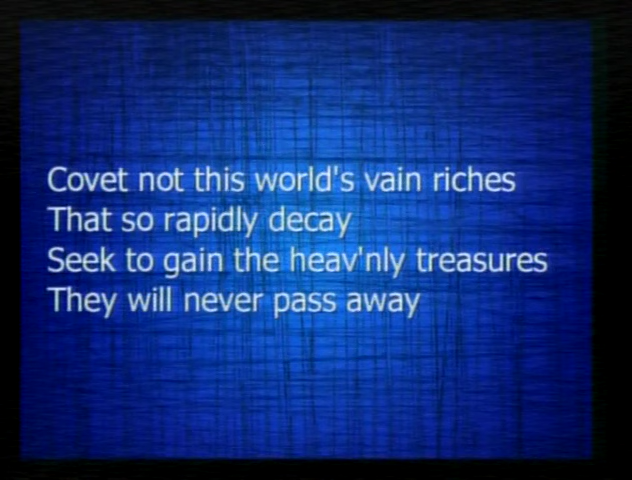 Covet not this world's vain riches
That so rapidly decay
Seek to gain the heav'nly treasures
They will never pass away